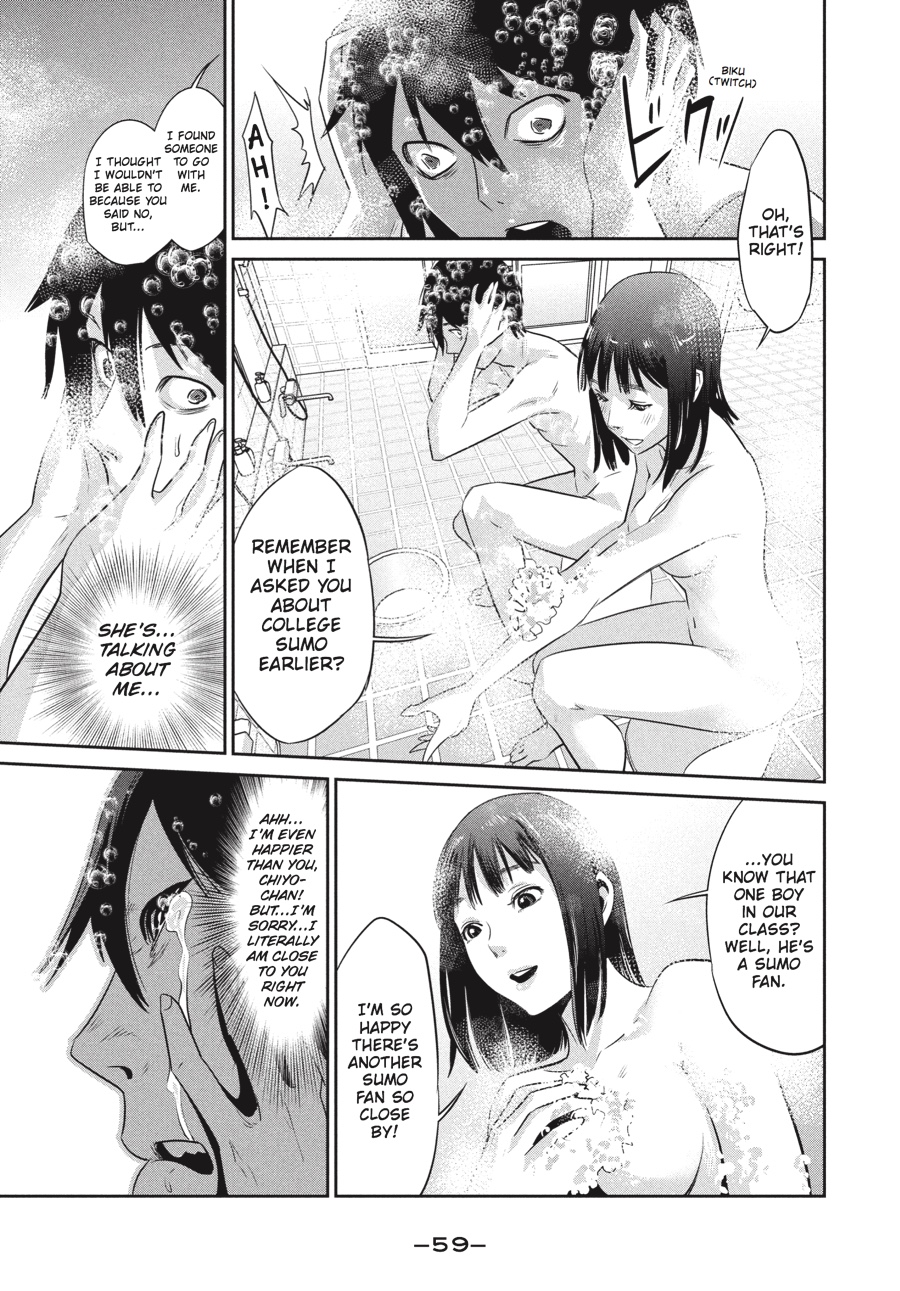 BIKU
(TWITCH)
ビクッ
AH!
OH,
THAT'S
RIGHT!
REMEMBER
WHEN I
ASKED YOU
ABOUT
COLLEGE
SUMO
EARLIER?
I FOUND
SOMEONE
TO GO
WITH
ME.
I THOUGHT
I WOULDN'T
BE ABLE TO
BECAUSE YOU
SAID NO,
BUT...
SHE'S...
TALKING
ABOUT
ME...
...YOU
KNOW THAT
ONE BOY
IN OUR
CLASS?
WELL, HE'S
A SUMO
FAN.
I'M SO
HAPPY
THERE'S
ANOTHER
SUMO
FAN SO
CLOSE
BY!
AHH...
I'M EVEN
HAPPIER
THAN YOU,
CHIYO-
CHAN!
BUT...I'M
SORRY...I
LITERALLY
AM CLOSE
TO YOU
RIGHT
NOW.
-59-